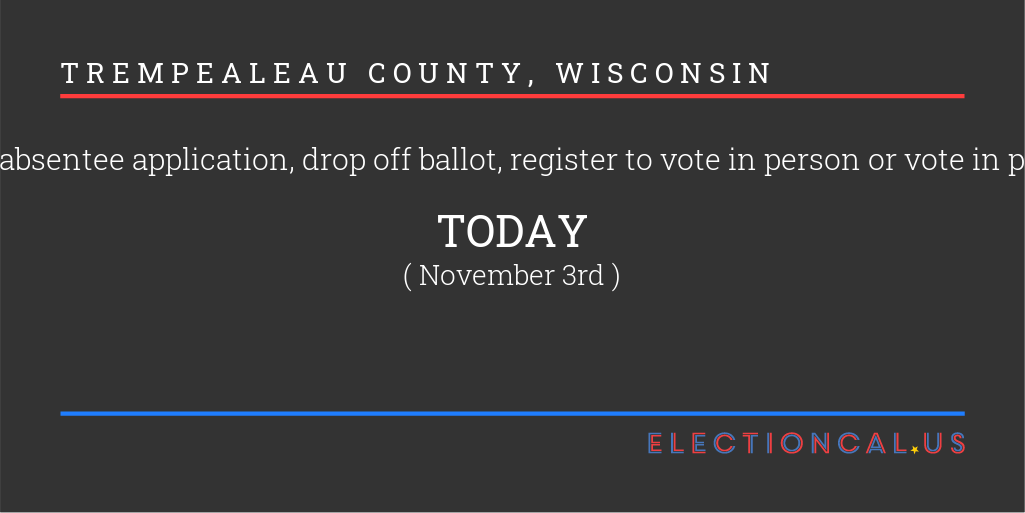 TREMPEALEAU COUNTY, WISCONSIN
absentee application, drop off ballot, register to vote in person or vote in p
TODAY
( November 3rd )
ELECTIONCAL★US